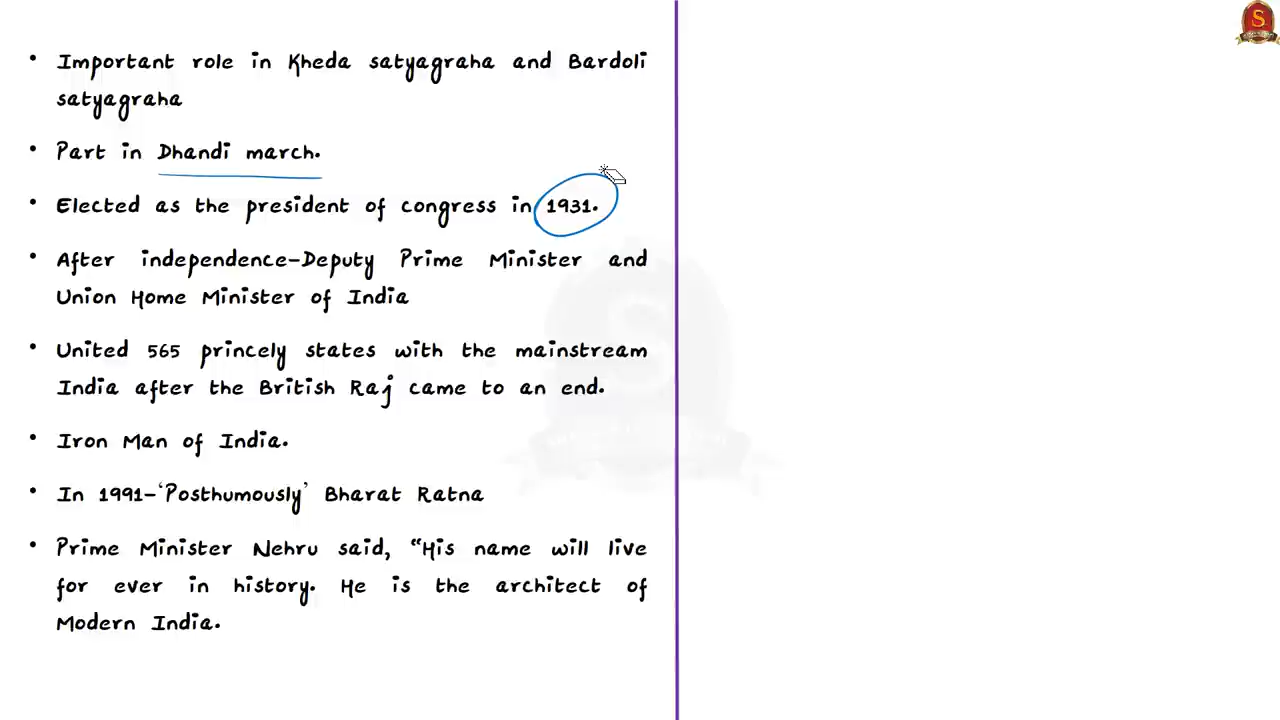 • Important role in Kheda satyagraha and Bardoli
satyagraha
• Part in Dhandi march.
• Elected as the president of congress in 1931.
• After independence-Deputy Prime Minister and
Union Home Minister of India
• United 565 princely states with the mainstream
India after the British Raj came to an end.
• Iron Man of India.
• In 1991-‘Posthumously’ Bharat Ratna
• Prime Minister Nehru said, “His name will live
for ever in history. He is the architect of
Modern India.
S